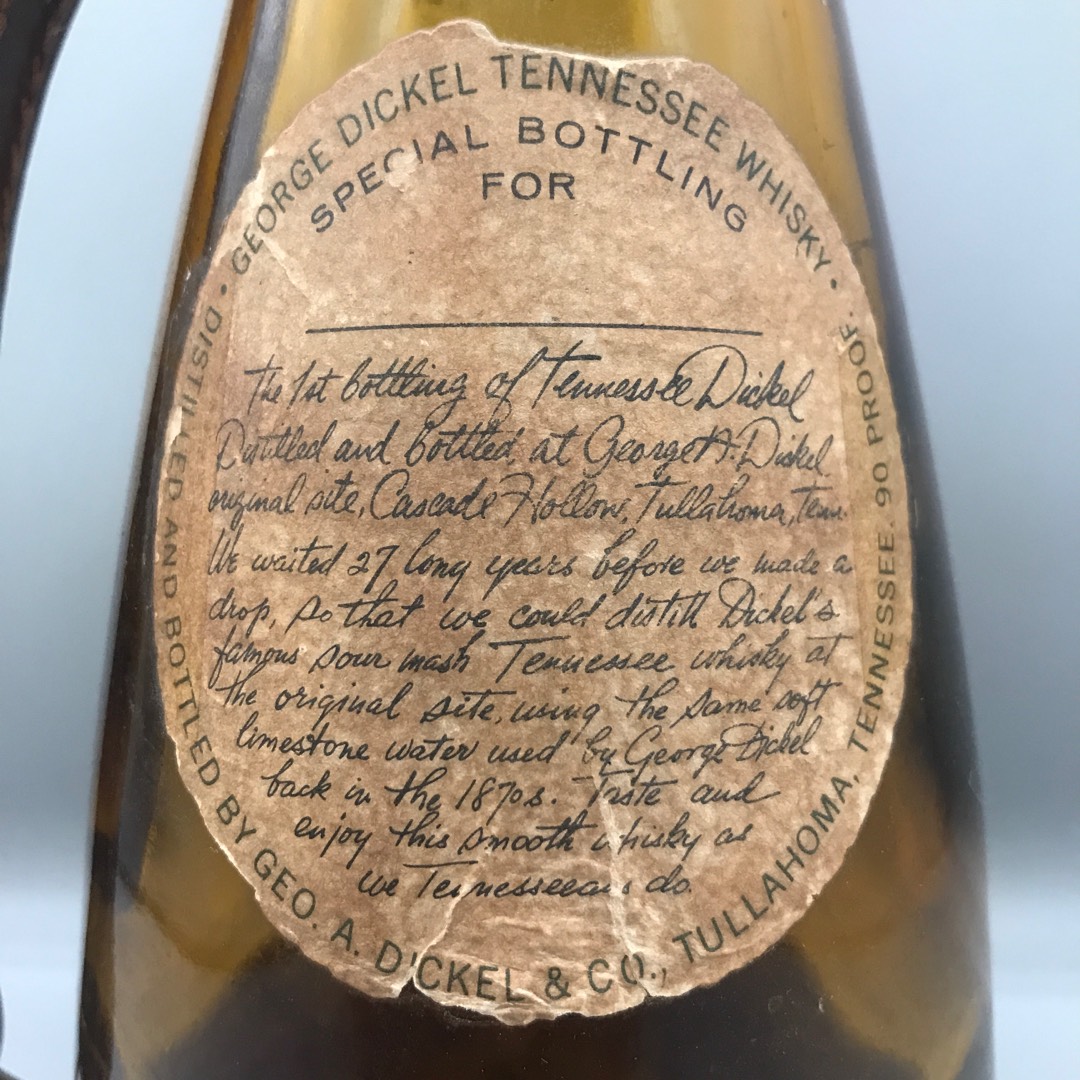 · GEORGE DICKEL TENNESSEE WHISKY ·
SPECIAL BOTTLING
FOR
The 1st bottling of Tennessee Dickel
Distilled and bottled, at George A. Dickel
original site, Cascade Hollow, Tullahoma, Tenn.
We waited 27 long years before we made a
drop, so that we could distill Dickel's
famous sour mash Tennessee whisky at
the original site, using the same soft
limestone water used by George Dickel
back in the 1870s. Taste and
enjoy this smooth whisky as
we Tennesseeans do.
DISTILLED AND BOTTLED BY GEO. A. DICKEL & CO., TULLAHOMA, TENNESSEE. 90 PROOF.